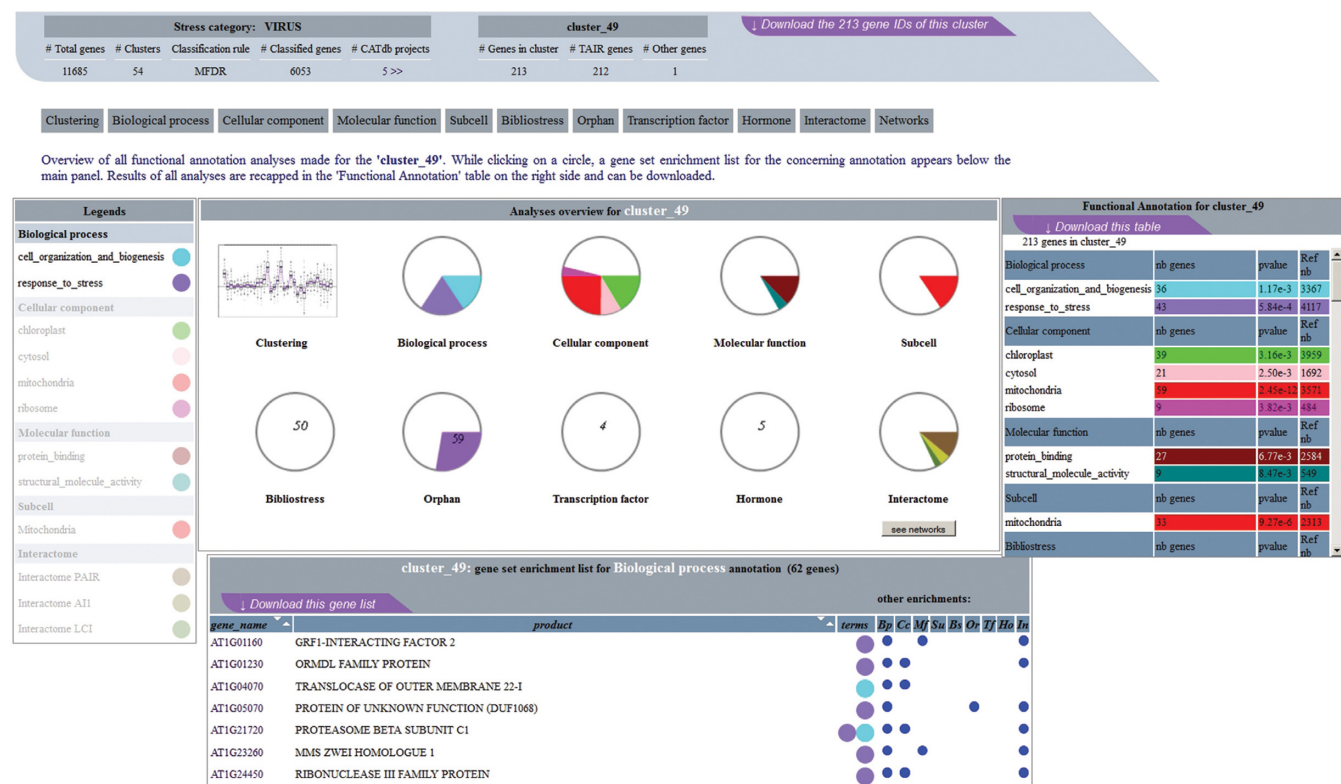 Stress category: VIRUS
# Total genes # Clusters Classification rule # Classified genes # CATdb projects
11685 54 MFDR 6053 5 >>
cluster_49
# Genes in cluster # TAIR genes # Other genes
213 212 1
↓ Download the 213 gene IDs of this cluster
Clustering Biological process Cellular component Molecular function Subcell Bibliostress Orphan Transcription factor Hormone Interactome Networks
Overview of all functional annotation analyses made for the 'cluster_49'. While clicking on a circle, a gene set enrichment list for the concerning annotation appears below the
main panel. Results of all analyses are recapped in the 'Functional Annotation' table on the right side and can be downloaded.
Legends
Biological process
cell_organization_and_biogenesis
response_to_stress
Cellular component
chloroplast
cytosol
mitochondria
ribosome
Molecular function
protein_binding
structural_molecule_activity
Subcell
Mitochondria
Interactome
Interactome PAIR
Interactome AI1
Interactome LCI
Analyses overview for cluster_49
Clustering Biological process Cellular component Molecular function Subcell
50 59 4 5
Bibliostress Orphan Transcription factor Hormone Interactome
see networks
Functional Annotation for cluster_49
↓ Download this table
213 genes in cluster_49
Biological process nb genes pvalue Ref nb
cell_organization_and_biogenesis 36 1.17e-3 3367
response_to_stress 43 5.84e-4 4117
Cellular component nb genes pvalue Ref nb
chloroplast 39 3.16e-3 3959
cytosol 21 2.50e-3 1692
mitochondria 59 2.45e-12 3571
ribosome 9 3.82e-3 484
Molecular function nb genes pvalue Ref nb
protein_binding 27 6.77e-3 2584
structural_molecule_activity 9 8.47e-3 549
Subcell nb genes pvalue Ref nb
mitochondria 33 9.27e-6 2313
Bibliostress nb genes pvalue Ref nb
cluster_49: gene set enrichment list for Biological process annotation (62 genes)
↓ Download this gene list
other enrichments:
gene_name product terms Bp Cc Mf Su Bs Or Tf Ho In
AT1G01160 GRF1-INTERACTING FACTOR 2
AT1G01230 ORMDL FAMILY PROTEIN
AT1G04070 TRANSLOCASE OF OUTER MEMBRANE 22-I
AT1G05070 PROTEIN OF UNKNOWN FUNCTION (DUF1068)
AT1G21720 PROTEASOME BETA SUBUNIT C1
AT1G23260 MMS ZWEI HOMOLOGUE 1
AT1G24450 RIBONUCLEASE III FAMILY PROTEIN